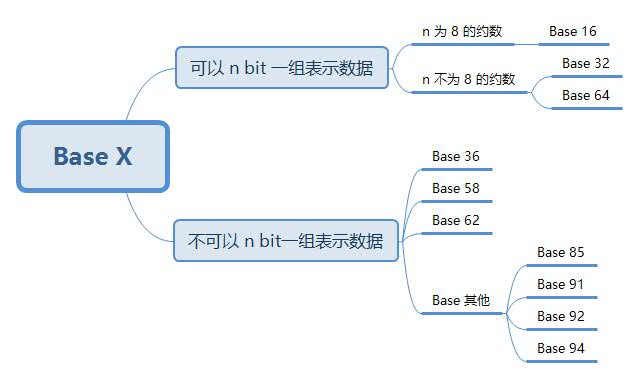 Base X
可以 n bit 一组表示数据
n 为 8 的约数
Base 16
n 不为 8 的约数
Base 32
Base 64
不可以 n bit一组表示数据
Base 36
Base 58
Base 62
Base 其他
Base 85
Base 91
Base 92
Base 94